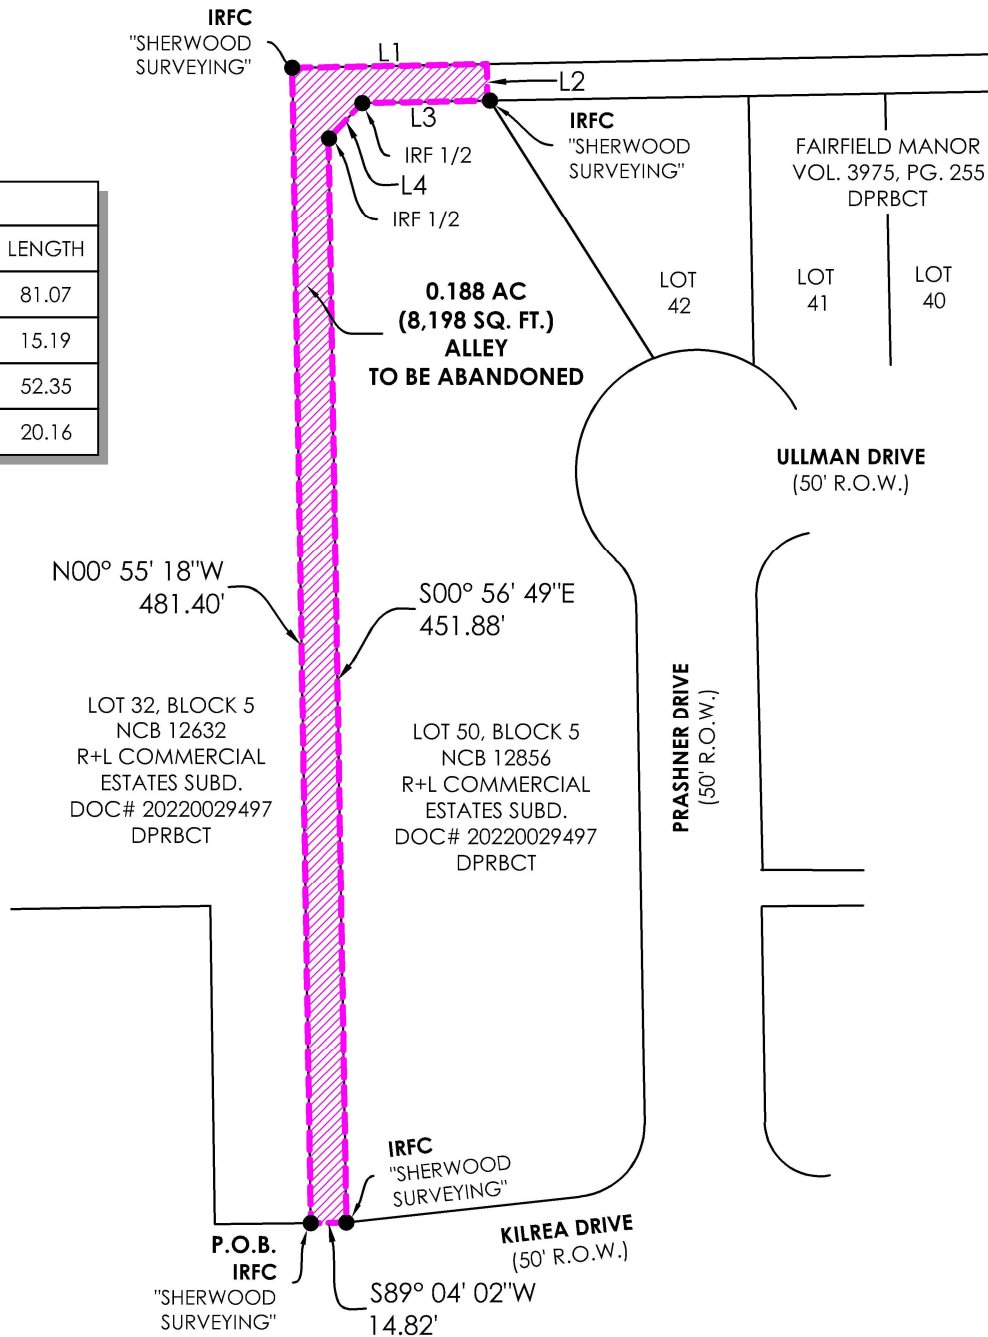 IRFC
"SHERWOOD
SURVEYING"
L1
L2
L3
IRFC
"SHERWOOD
SURVEYING"
FAIRFIELD MANOR
VOL. 3975, PG. 255
DPRBCT
IRF 1/2
L4
IRF 1/2
LENGTH
81.07
15.19
52.35
20.16
LOT
42
LOT
41
LOT
40
0.188 AC
(8,198 SQ. FT.)
ALLEY
TO BE ABANDONED
ULLMAN DRIVE
(50' R.O.W.)
N00° 55' 18"W
481.40'
S00° 56' 49"E
451.88'
LOT 32, BLOCK 5
NCB 12632
R+L COMMERCIAL
ESTATES SUBD.
DOC# 20220029497
DPRBCT
LOT 50, BLOCK 5
NCB 12856
R+L COMMERCIAL
ESTATES SUBD.
DOC# 20220029497
DPRBCT
PRASHNER DRIVE
(50' R.O.W.)
IRFC
"SHERWOOD
SURVEYING"
KILREA DRIVE
(50' R.O.W.)
P.O.B.
IRFC
"SHERWOOD
SURVEYING"
S89° 04' 02"W
14.82'